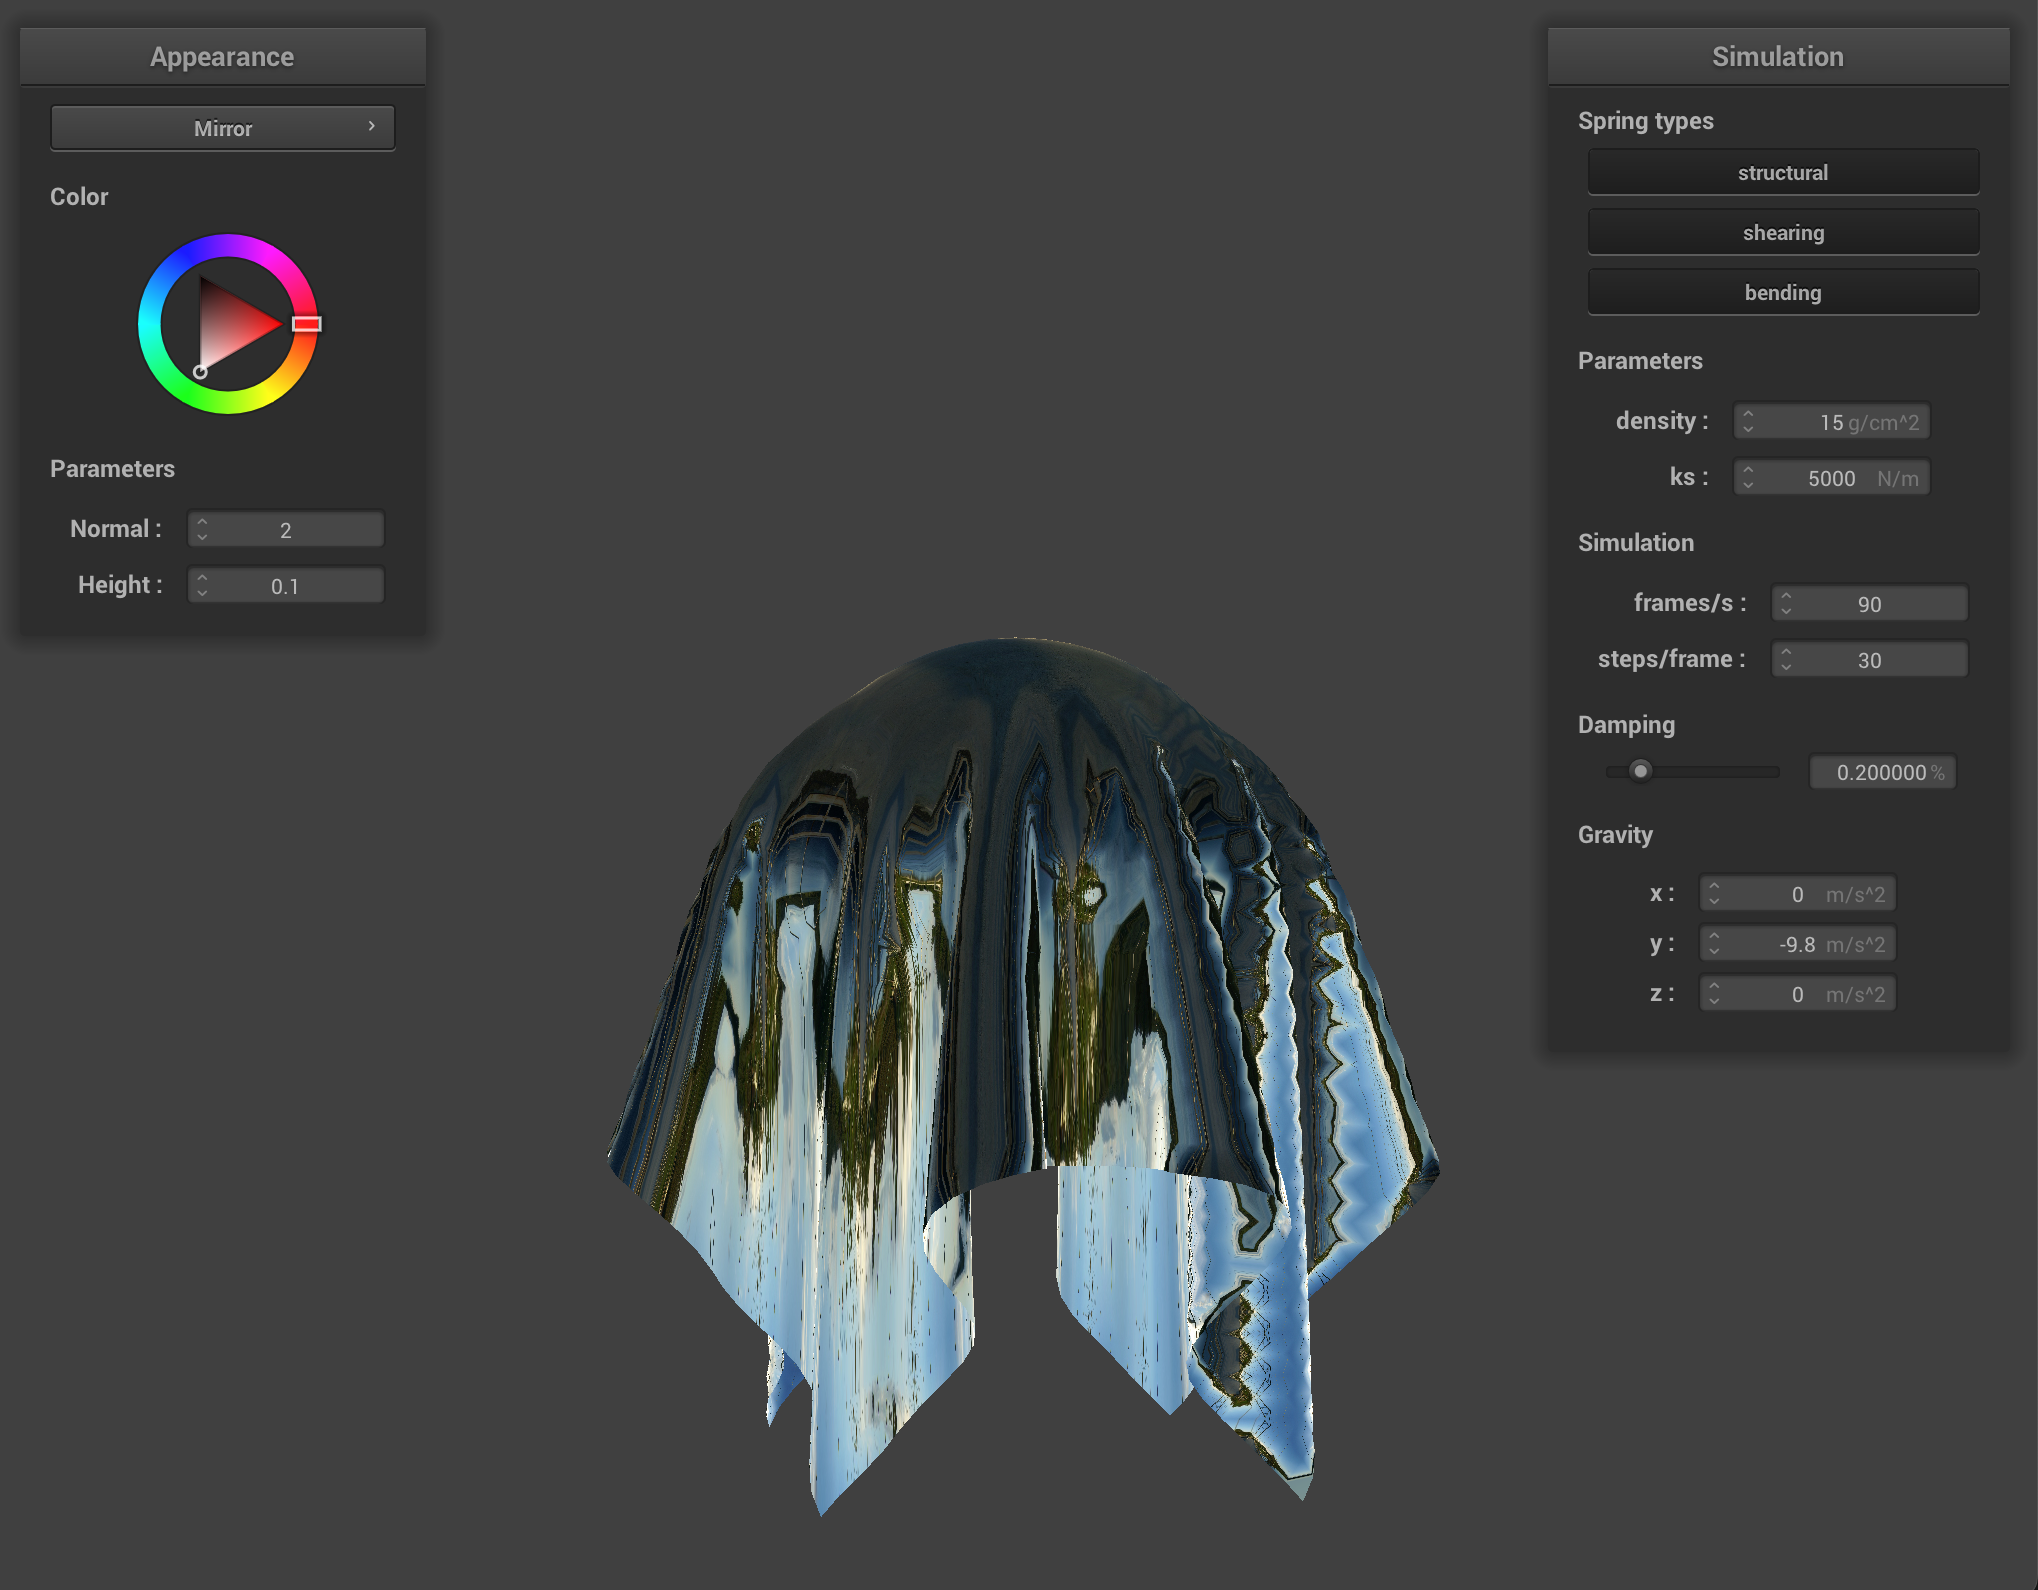 Appearance
Mirror
Color
Parameters
Normal : 2
Height : 0.1
Simulation
Spring types
structural
shearing
bending
Parameters
density : 15 g/cm^2
ks : 5000 N/m
Simulation
frames/s : 90
steps/frame : 30
Damping
0.200000 %
Gravity
x : 0 m/s^2
y : -9.8 m/s^2
z : 0 m/s^2